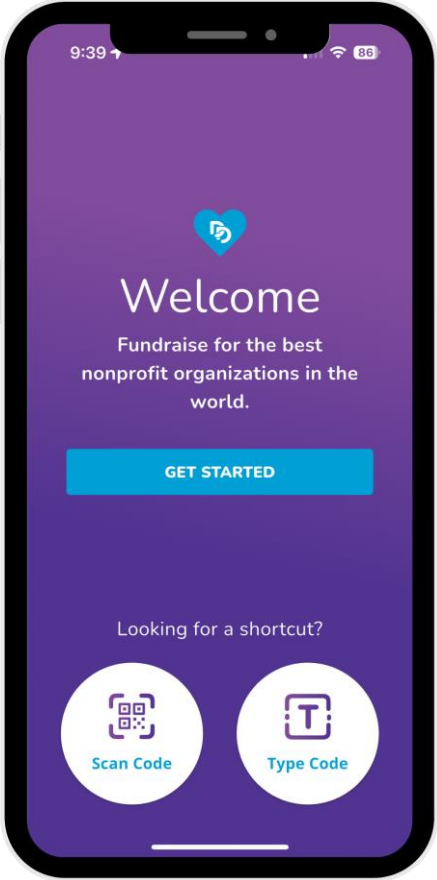 9:39
86
Welcome
Fundraise for the best
nonprofit organizations in the
world.
GET STARTED
Looking for a shortcut?
T
Scan Code
Type Code